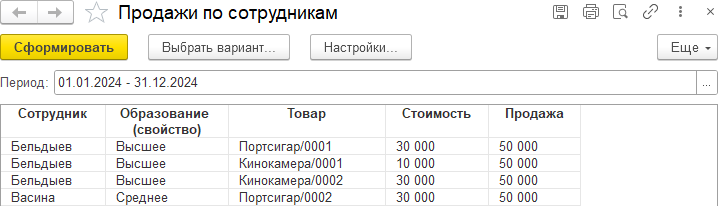 Продажи по сотрудникам
Сформировать Выбрать вариант... Настройки... Еще
Период: 01.01.2024 - 31.12.2024 ...
Сотрудник Образование (свойство) Товар Стоимость Продажа
Бельдыев Высшее Портсигар/0001 30 000 50 000
Бельдыев Высшее Кинокамера/0001 10 000 50 000
Бельдыев Высшее Кинокамера/0002 30 000 50 000
Васина Среднее Портсигар/0002 30 000 50 000